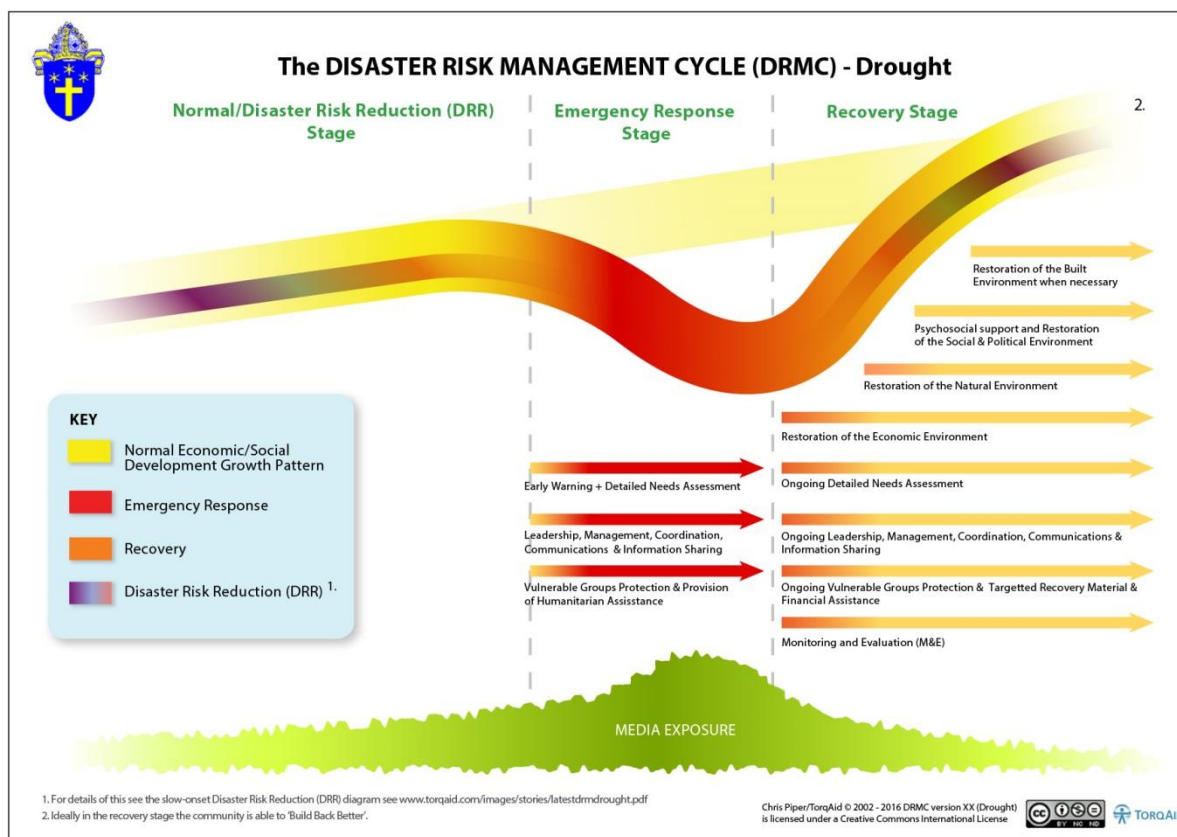 The DISASTER RISK MANAGEMENT CYCLE (DRMC) - Drought
Normal/Disaster Risk Reduction (DRR)
Stage
Emergency Response
Stage
Recovery Stage
2.
Restoration of the Built
Environment when necessary
Psychosocial support and Restoration
of the Social & Political Environment
Restoration of the Natural Environment
Restoration of the Economic Environment
KEY
Normal Economic/Social
Development Growth Pattern
Emergency Response
Recovery
Disaster Risk Reduction (DRR) 1.
Early Warning + Detailed Needs Assessment
Ongoing Detailed Needs Assessment
Leadership, Management, Coordination,
Communications & Information Sharing
Ongoing Leadership, Management, Coordination, Communications &
Information Sharing
Vulnerable Groups Protection & Provision
of Humanitarian Assisstance
Ongoing Vulnerable Groups Protection & Targetted Recovery Material &
Financial Assistance
Monitoring and Evaluation (M&E)
MEDIA EXPOSURE
1. For details of this see the slow-onset Disaster Risk Reduction (DRR) diagram see www.torqaid.com/images/stories/latestdrmdrought.pdf
2. Ideally in the recovery stage the community is able to 'Build Back Better'.
Chris Piper/TorqAid © 2002 - 2016 DRMC version XX (Drought)
is licensed under a Creative Commons International License
CC
BY NC ND
TORQAI